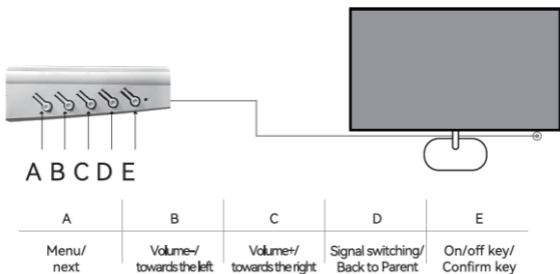 A B C D E
A B C D E
Menu/ Volume-/ Volume+/ Signal switching/ On/off key/
next towards the left towards the right Back to Parent Confirm key